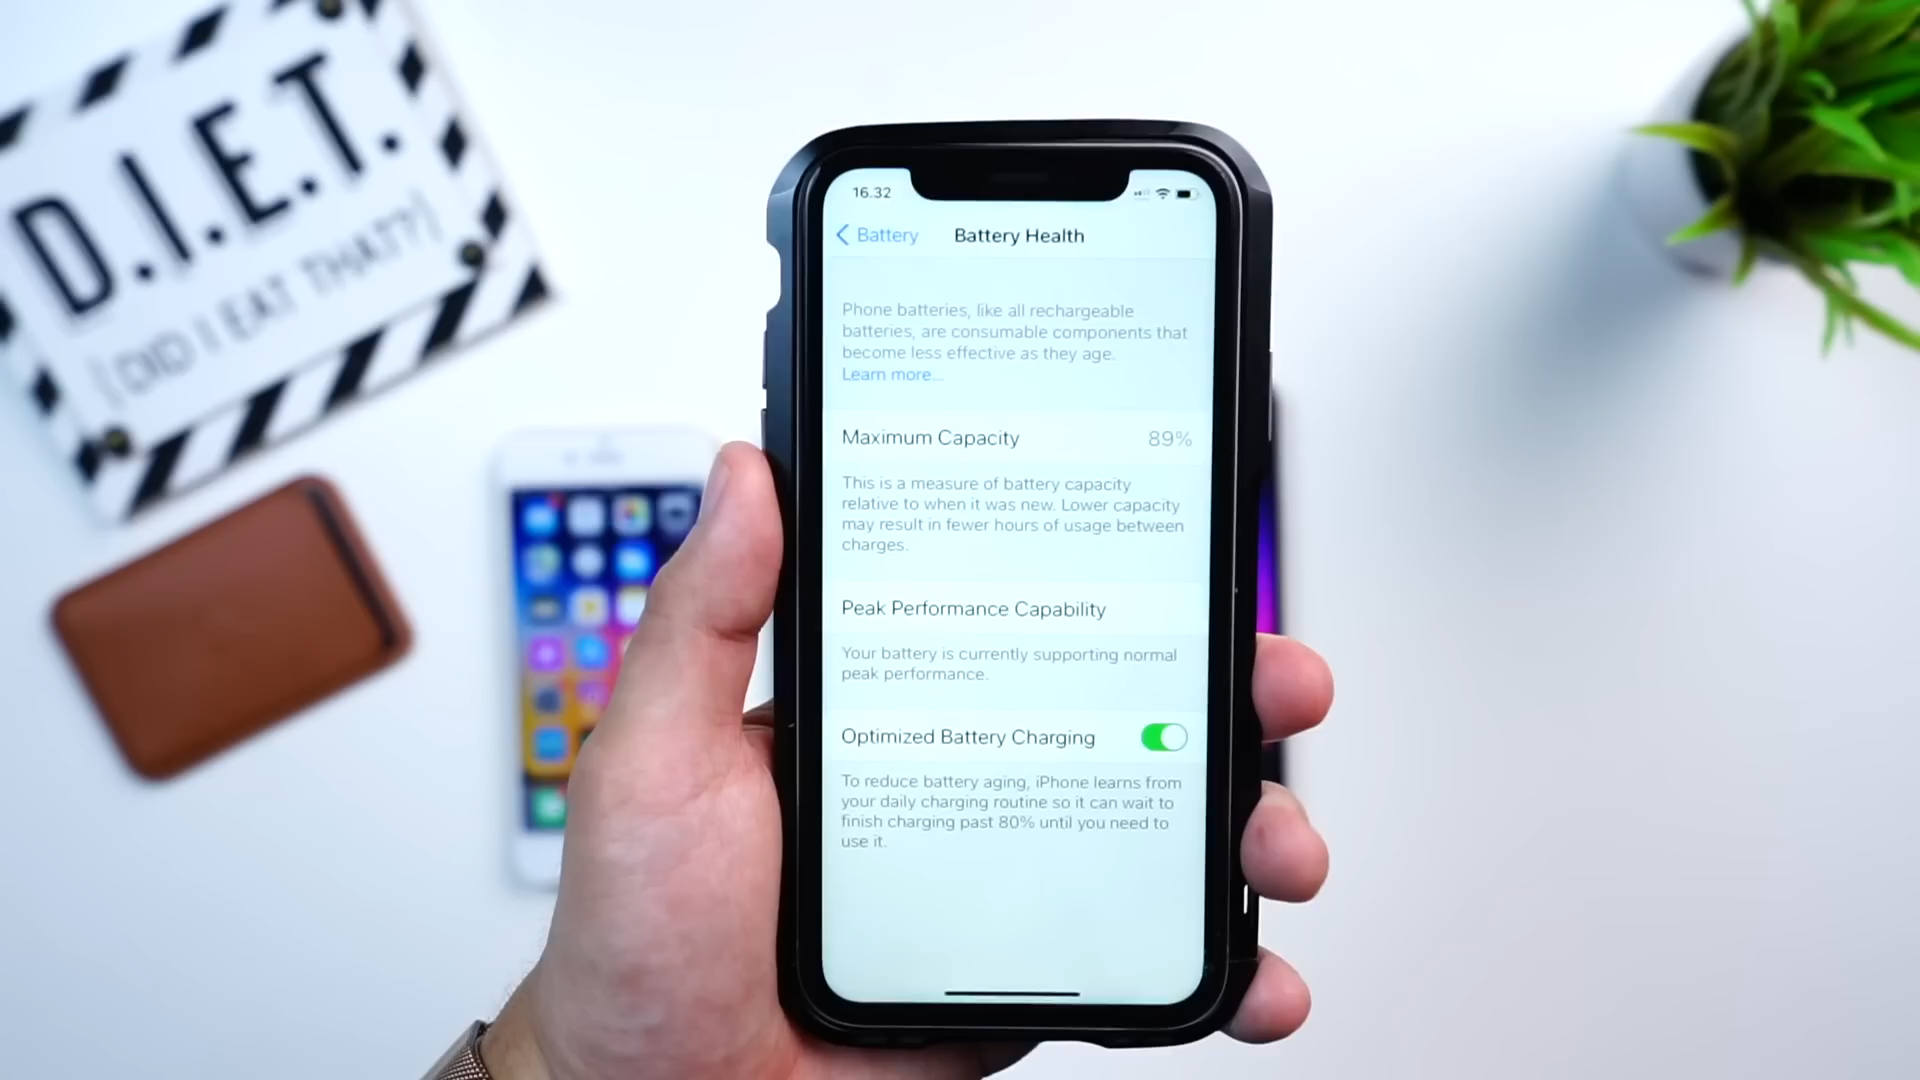 D.I.E.T.
(DID I EAT THAT?)
16.32
Battery
Battery Health
Phone batteries, like all rechargeable
batteries, are consumable components that
become less effective as they age.
Learn more...
Maximum Capacity 89%
This is a measure of battery capacity
relative to when it was new. Lower capacity
may result in fewer hours of usage between
charges.
Peak Performance Capability
Your battery is currently supporting normal
peak performance.
Optimized Battery Charging
To reduce battery aging, iPhone learns from
your daily charging routine so it can wait to
finish charging past 80% until you need to
use it.